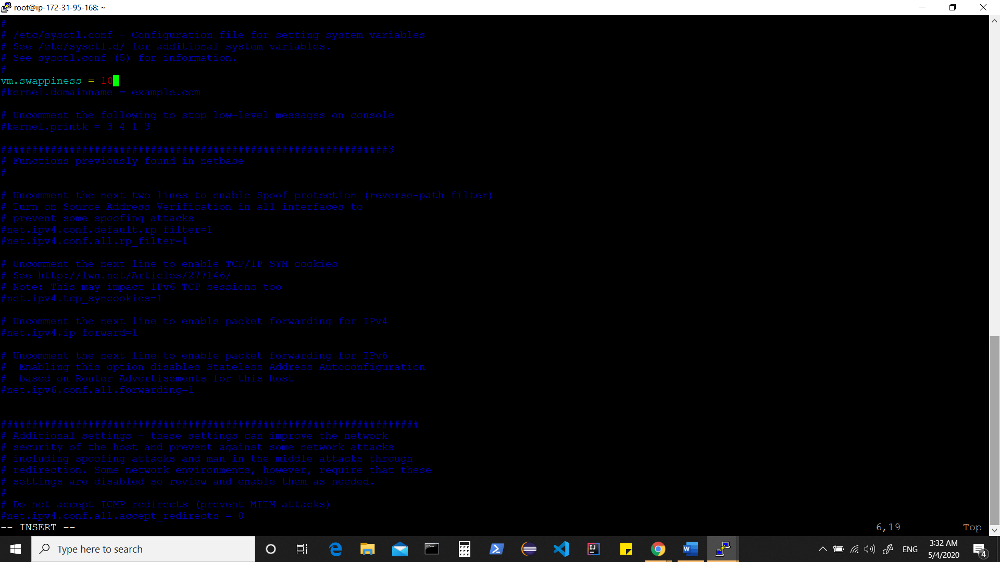 root@ip-172-31-95-168: ~
#
# /etc/sysctl.conf - Configuration file for setting system variables
# See /etc/sysctl.d/ for additional system variables.
# See sysctl.conf (5) for information.
#
vm.swappiness = 10
#kernel.domainname = example.com
# Uncomment the following to stop low-level messages on console
#kernel.printk = 3 4 1 3
##############################################################3
# Functions previously found in netbase
#
# Uncomment the next two lines to enable Spoof protection (reverse-path filter)
# Turn on Source Address Verification in all interfaces to
# prevent some spoofing attacks
#net.ipv4.conf.default.rp_filter=1
#net.ipv4.conf.all.rp_filter=1
# Uncomment the next line to enable TCP/IP SYN cookies
# See http://lwn.net/Articles/277146/
# Note: This may impact IPv6 TCP sessions too
#net.ipv4.tcp_syncookies=1
# Uncomment the next line to enable packet forwarding for IPv4
#net.ipv4.ip_forward=1
# Uncomment the next line to enable packet forwarding for IPv6
#  Enabling this option disables Stateless Address Autoconfiguration
#  based on Router Advertisements for this host
#net.ipv6.conf.all.forwarding=1
###################################################################
# Additional settings - these settings can improve the network
# security of the host and prevent against some network attacks
# including spoofing attacks and man in the middle attacks through
# redirection. Some network environments, however, require that these
# settings are disabled so review and enable them as needed.
#
# Do not accept ICMP redirects (prevent MITM attacks)
#net.ipv4.conf.all.accept_redirects = 0
-- INSERT -- 6,19 Top
Type here to search
ENG
3:32 AM
5/4/2020
4